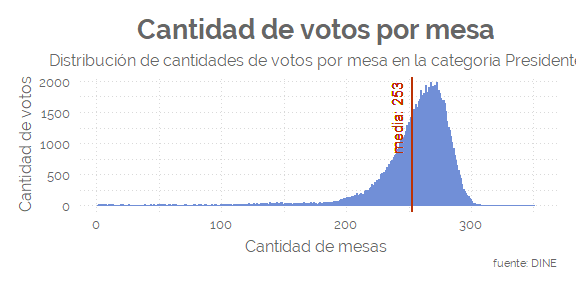 Cantidad de votos por mesa
Distribución de cantidades de votos por mesa en la categoria Presidente
Cantidad de votos
2000
1500
1000
500
0
media: 253
0
100
200
300
Cantidad de mesas
fuente: DINE